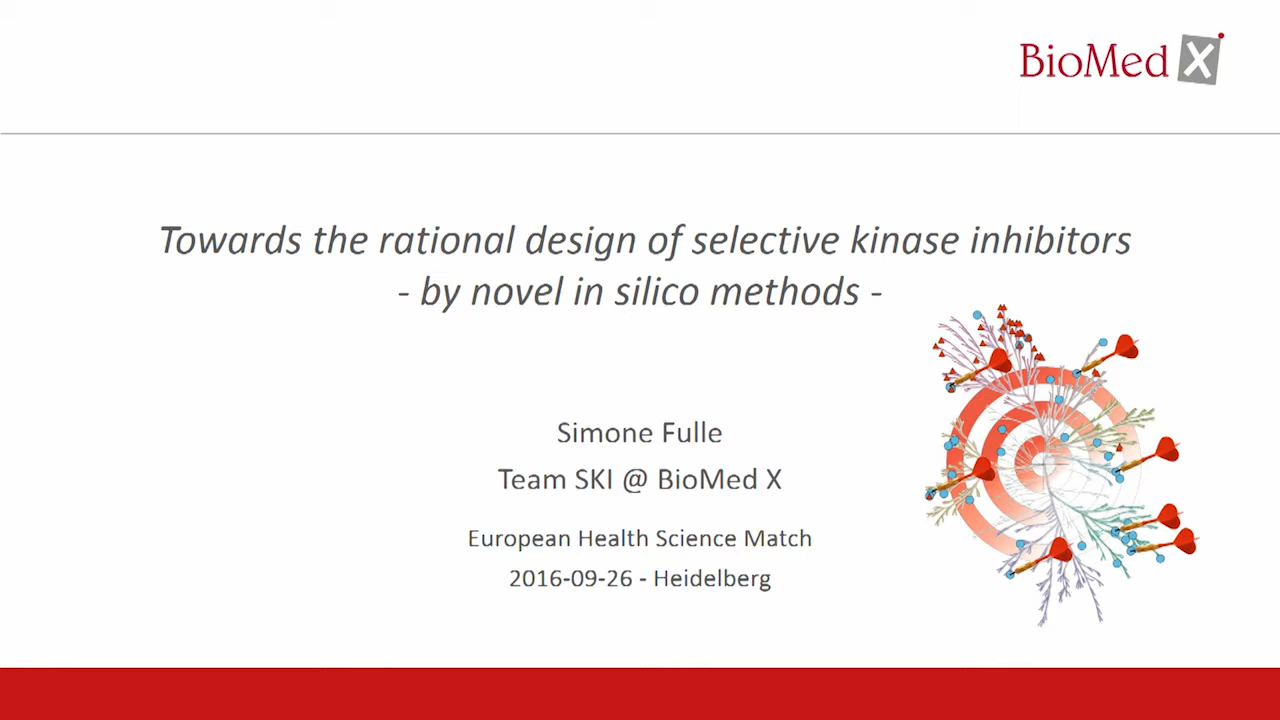 BioMed X
Towards the rational design of selective kinase inhibitors
- by novel in silico methods -
Simone Fulle
Team SKI @ BioMed X
European Health Science Match
2016-09-26 - Heidelberg